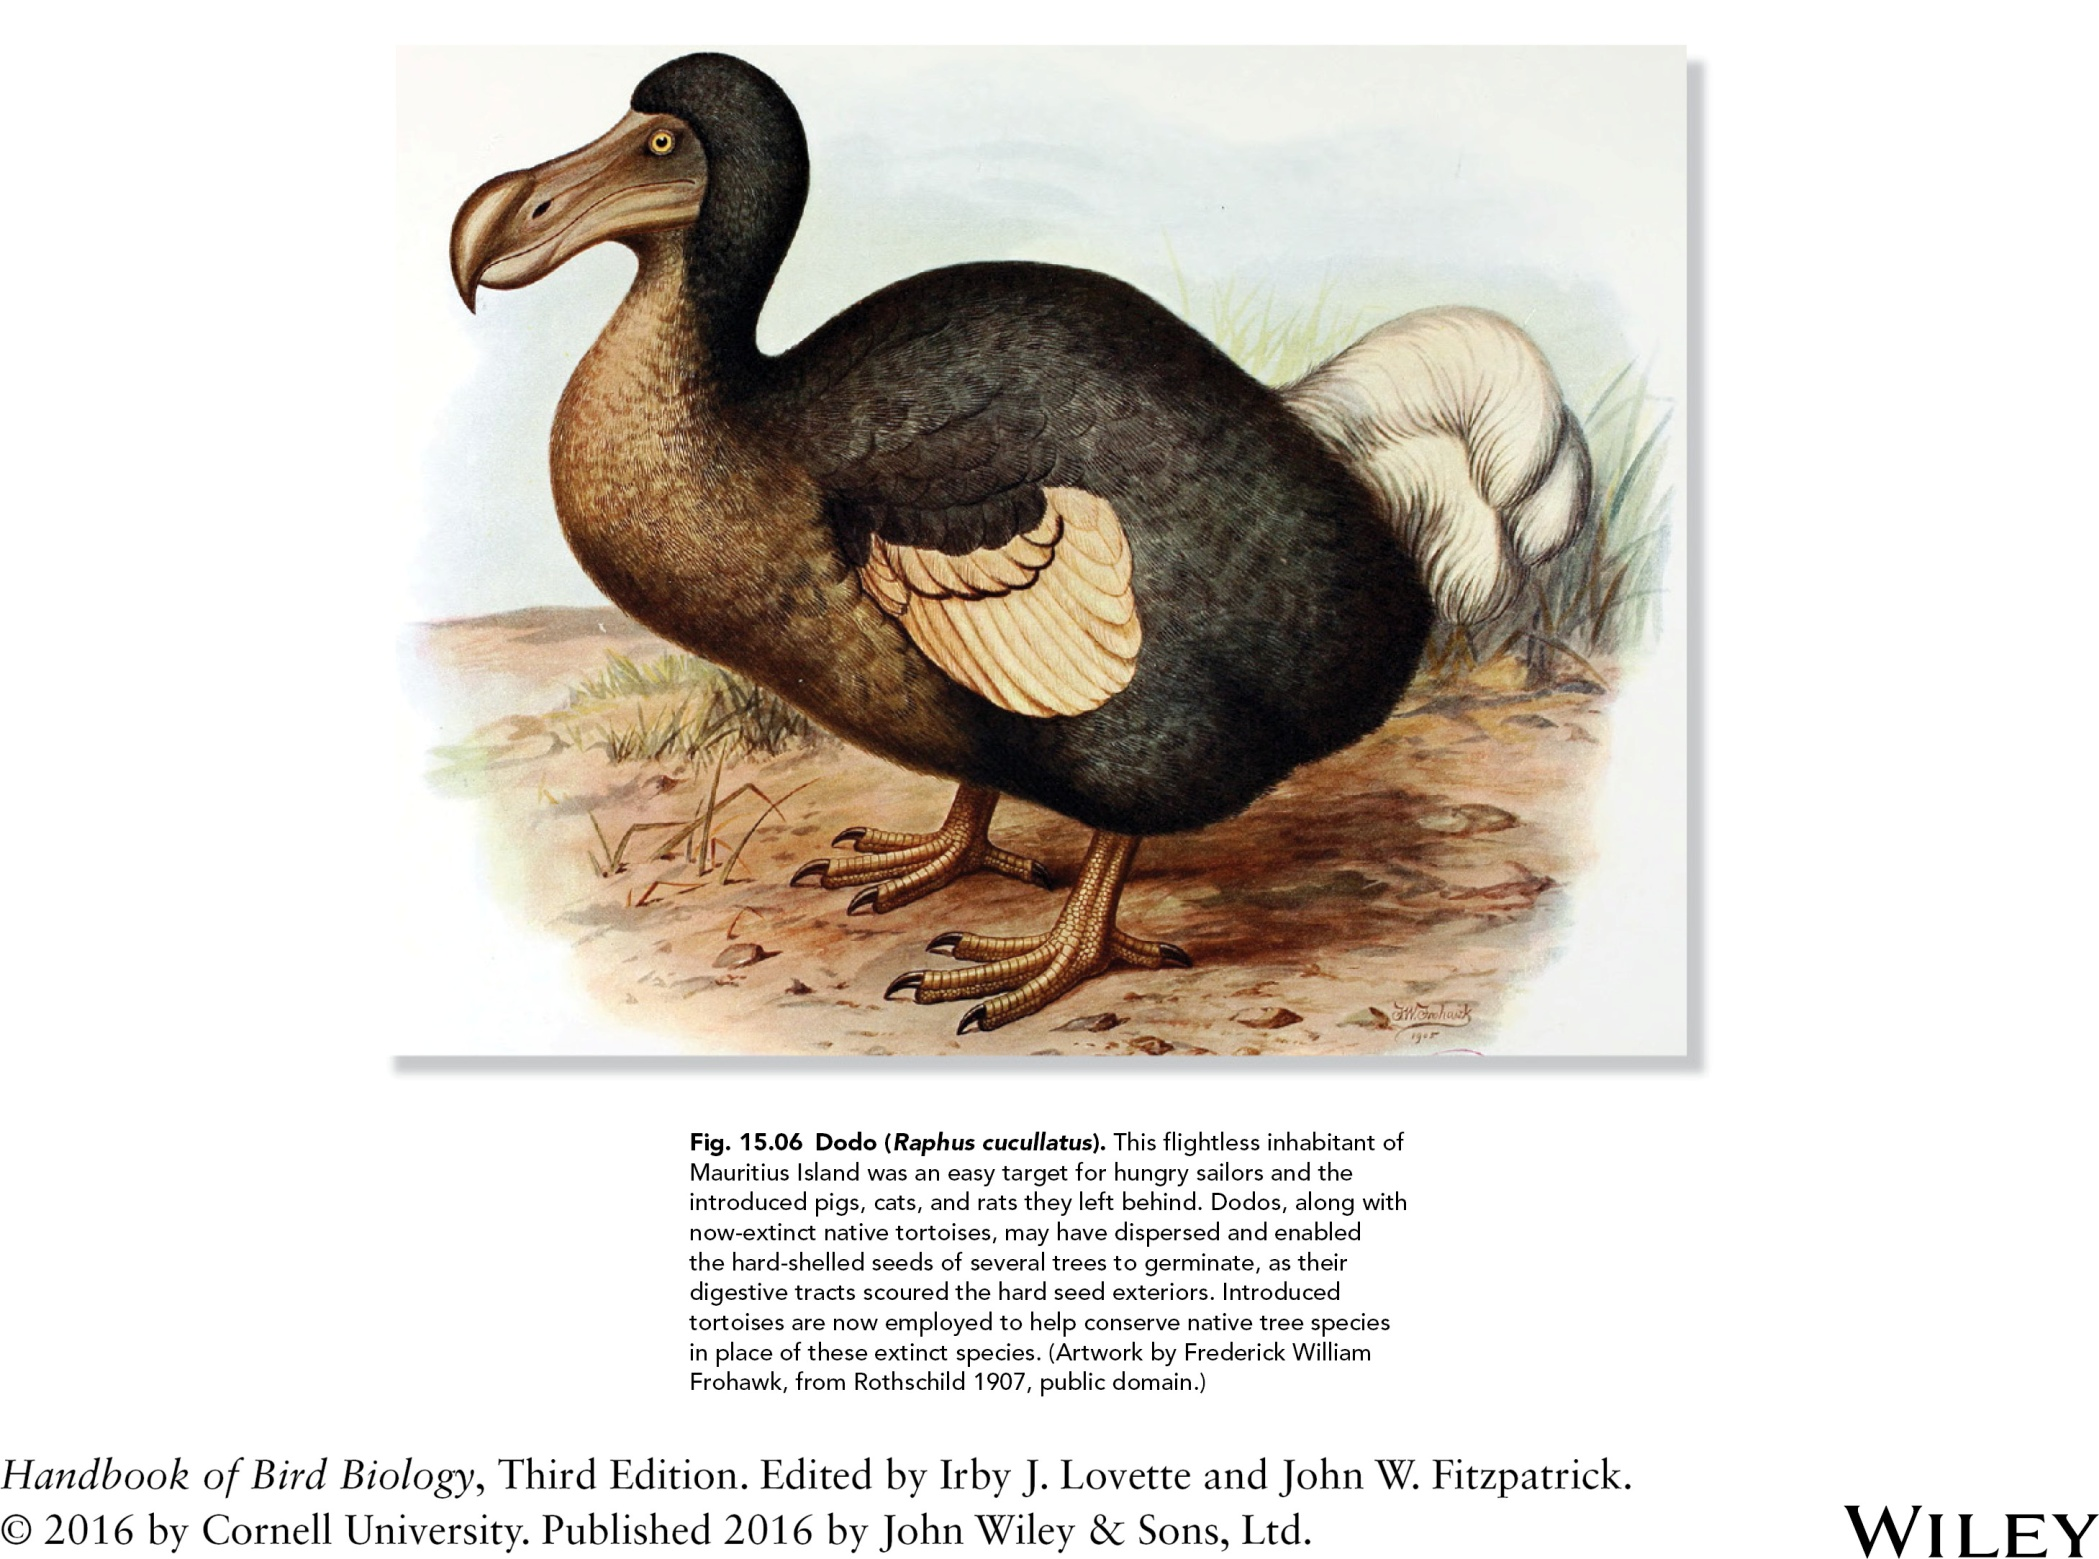 F.W. Frohawk
1905
Fig. 15.06 Dodo (Raphus cucullatus). This flightless inhabitant of
Mauritius Island was an easy target for hungry sailors and the
introduced pigs, cats, and rats they left behind. Dodos, along with
now-extinct native tortoises, may have dispersed and enabled
the hard-shelled seeds of several trees to germinate, as their
digestive tracts scoured the hard seed exteriors. Introduced
tortoises are now employed to help conserve native tree species
in place of these extinct species. (Artwork by Frederick William
Frohawk, from Rothschild 1907, public domain.)
Handbook of Bird Biology, Third Edition. Edited by Irby J. Lovette and John W. Fitzpatrick.
© 2016 by Cornell University. Published 2016 by John Wiley & Sons, Ltd.
WILEY